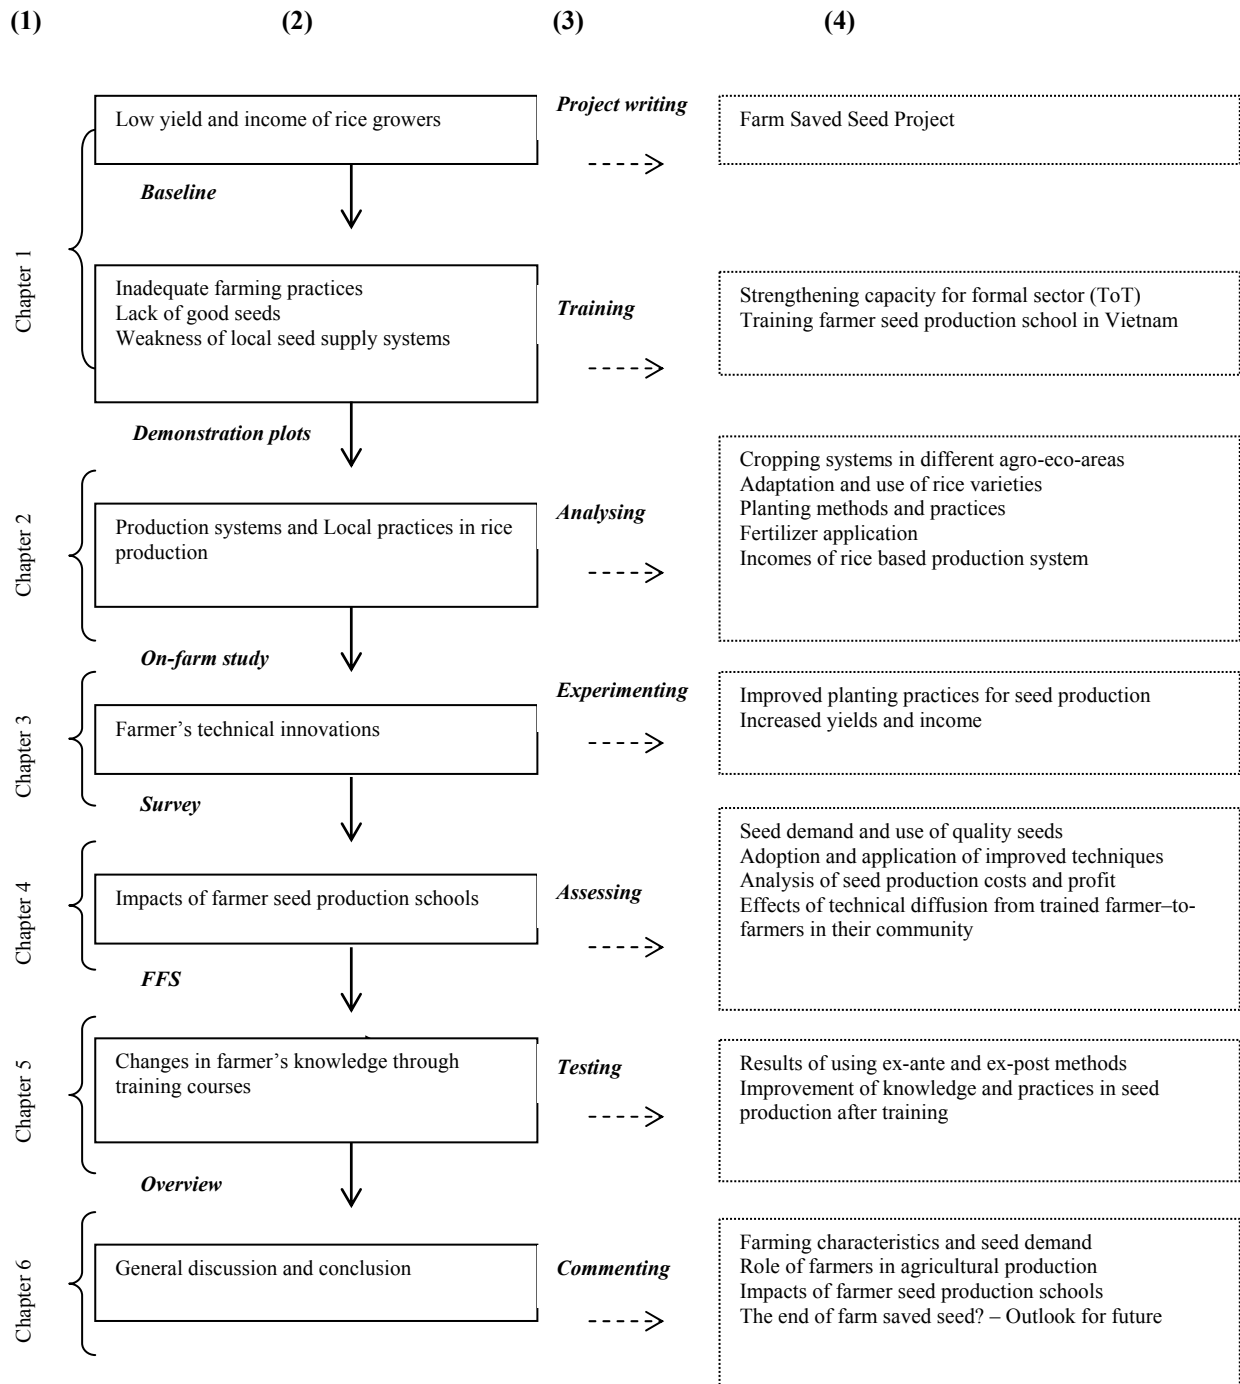 (1)
(2)
(3)
(4)
Chapter 1
Low yield and income of rice growers
Project writing
Farm Saved Seed Project
Baseline
Inadequate farming practices
Lack of good seeds
Weakness of local seed supply systems
Training
Strengthening capacity for formal sector (ToT)
Training farmer seed production school in Vietnam
Demonstration plots
Chapter 2
Production systems and Local practices in rice
production
Analysing
Cropping systems in different agro-eco-areas
Adaptation and use of rice varieties
Planting methods and practices
Fertilizer application
Incomes of rice based production system
On-farm study
Chapter 3
Farmer’s technical innovations
Experimenting
Improved planting practices for seed production
Increased yields and income
Survey
Chapter 4
Impacts of farmer seed production schools
Assessing
Seed demand and use of quality seeds
Adoption and application of improved techniques
Analysis of seed production costs and profit
Effects of technical diffusion from trained farmer–to-
farmers in their community
FFS
Chapter 5
Changes in farmer’s knowledge through
training courses
Testing
Results of using ex-ante and ex-post methods
Improvement of knowledge and practices in seed
production after training
Overview
Chapter 6
General discussion and conclusion
Commenting
Farming characteristics and seed demand
Role of farmers in agricultural production
Impacts of farmer seed production schools
The end of farm saved seed? – Outlook for future